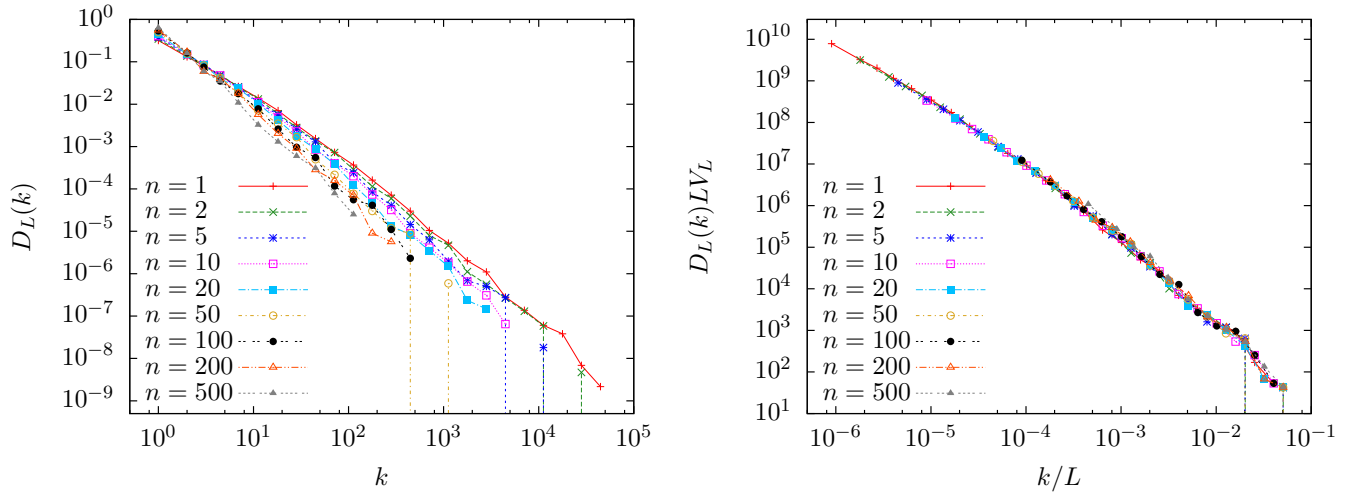 10^0
10^-1
10^-2
10^-3
10^-4
10^-5
10^-6
10^-7
10^-8
10^-9
D_L(k)
n = 1
n = 2
n = 5
n = 10
n = 20
n = 50
n = 100
n = 200
n = 500
10^0 10^1 10^2 10^3 10^4 10^5
k
10^10
10^9
10^8
10^7
10^6
10^5
10^4
10^3
10^2
10^1
D_L(k)LV_L
n = 1
n = 2
n = 5
n = 10
n = 20
n = 50
n = 100
n = 200
n = 500
10^-6 10^-5 10^-4 10^-3 10^-2 10^-1
k/L